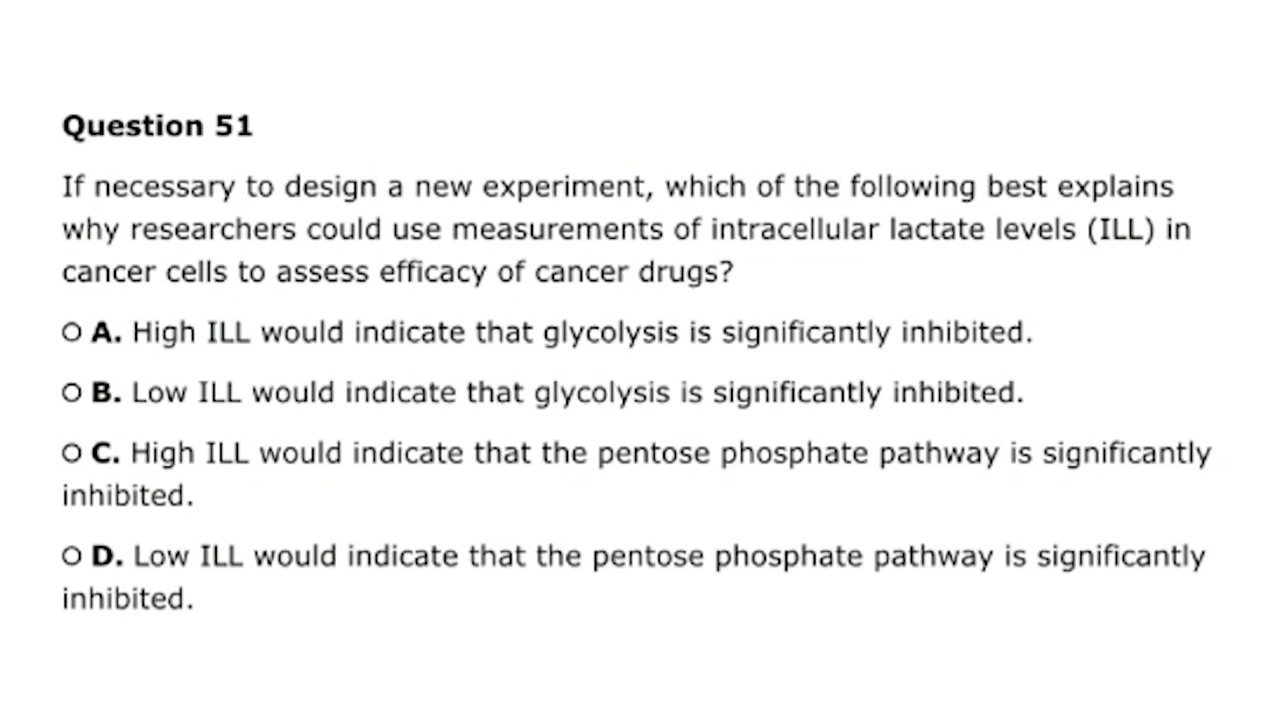 Question 51
If necessary to design a new experiment, which of the following best explains
why researchers could use measurements of intracellular lactate levels (ILL) in
cancer cells to assess efficacy of cancer drugs?
A. High ILL would indicate that glycolysis is significantly inhibited.
B. Low ILL would indicate that glycolysis is significantly inhibited.
C. High ILL would indicate that the pentose phosphate pathway is significantly
inhibited.
D. Low ILL would indicate that the pentose phosphate pathway is significantly
inhibited.